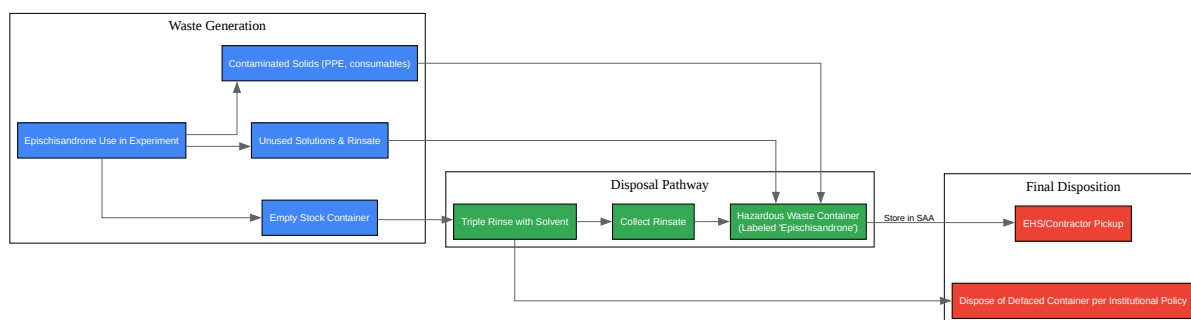 Waste Generation
Contaminated Solids (PPE, consumables)
Epischisandrone Use in Experiment
Unused Solutions & Rinsate
Empty Stock Container
Disposal Pathway
Triple Rinse with Solvent
Collect Rinsate
Hazardous Waste Container
(Labeled 'Epischisandrone')
Store in SAA
Final Disposition
EHS/Contractor Pickup
Dispose of Defaced Container per Institutional Policy